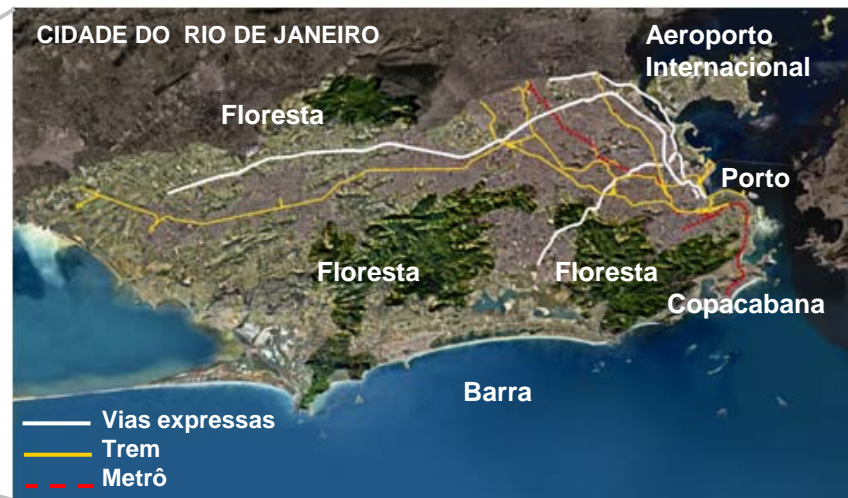 CIDADE DO RIO DE JANEIRO
Aeroporto
Internacional
Floresta
Porto
Floresta
Floresta
Copacabana
Barra
Vias expressas
Trem
Metrô